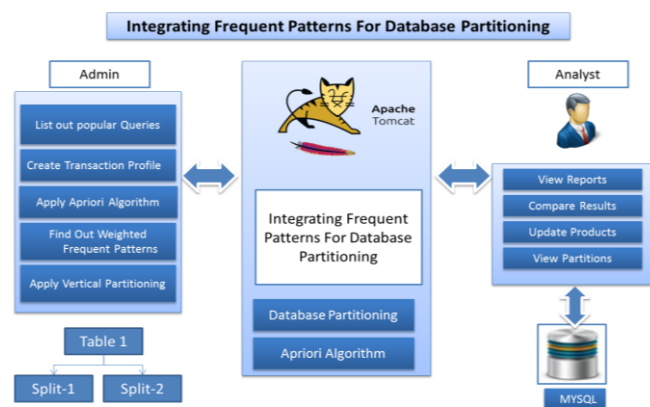 Integrating Frequent Patterns For Database Partitioning
Admin
List out popular Queries
Create Transaction Profile
Apply Apriori Algorithm
Find Out Weighted
Frequent Patterns
Apply Vertical Partitioning
Table 1
Split-1
Split-2
Apache
Tomcat
Integrating Frequent
Patterns For Database
Partitioning
Database Partitioning
Apriori Algorithm
Analyst
View Reports
Compare Results
Update Products
View Partitions
MYSQL